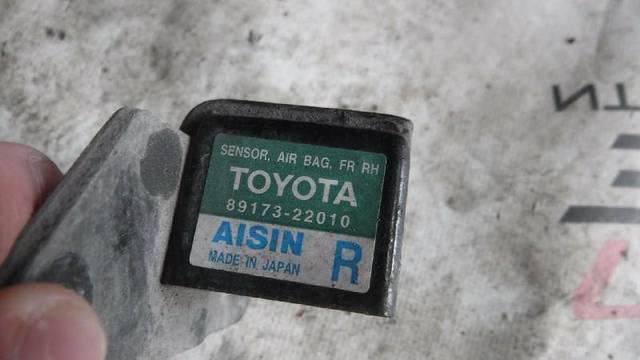 SENSOR, AIR BAG, FR RH
TOYOTA
89173-22010
AISIN
MADE IN JAPAN
R